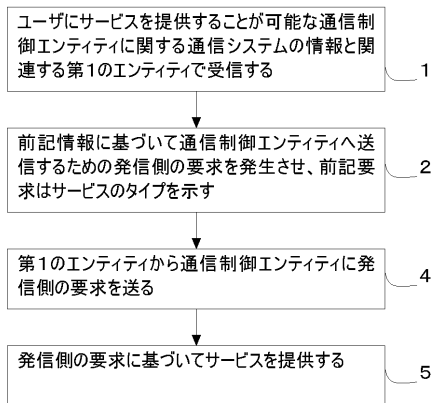 ユーザにサービスを提供することが可能な通信制
御エンティティに関する通信システムの情報と関
連する第1のエンティティで受信する
1
前記情報に基づいて通信制御エンティティへ送
信するための発信側の要求を発生させ、前記要
求はサービスのタイプを示す
2
第1のエンティティから通信制御エンティティに発
信側の要求を送る
4
発信側の要求に基づいてサービスを提供する
5